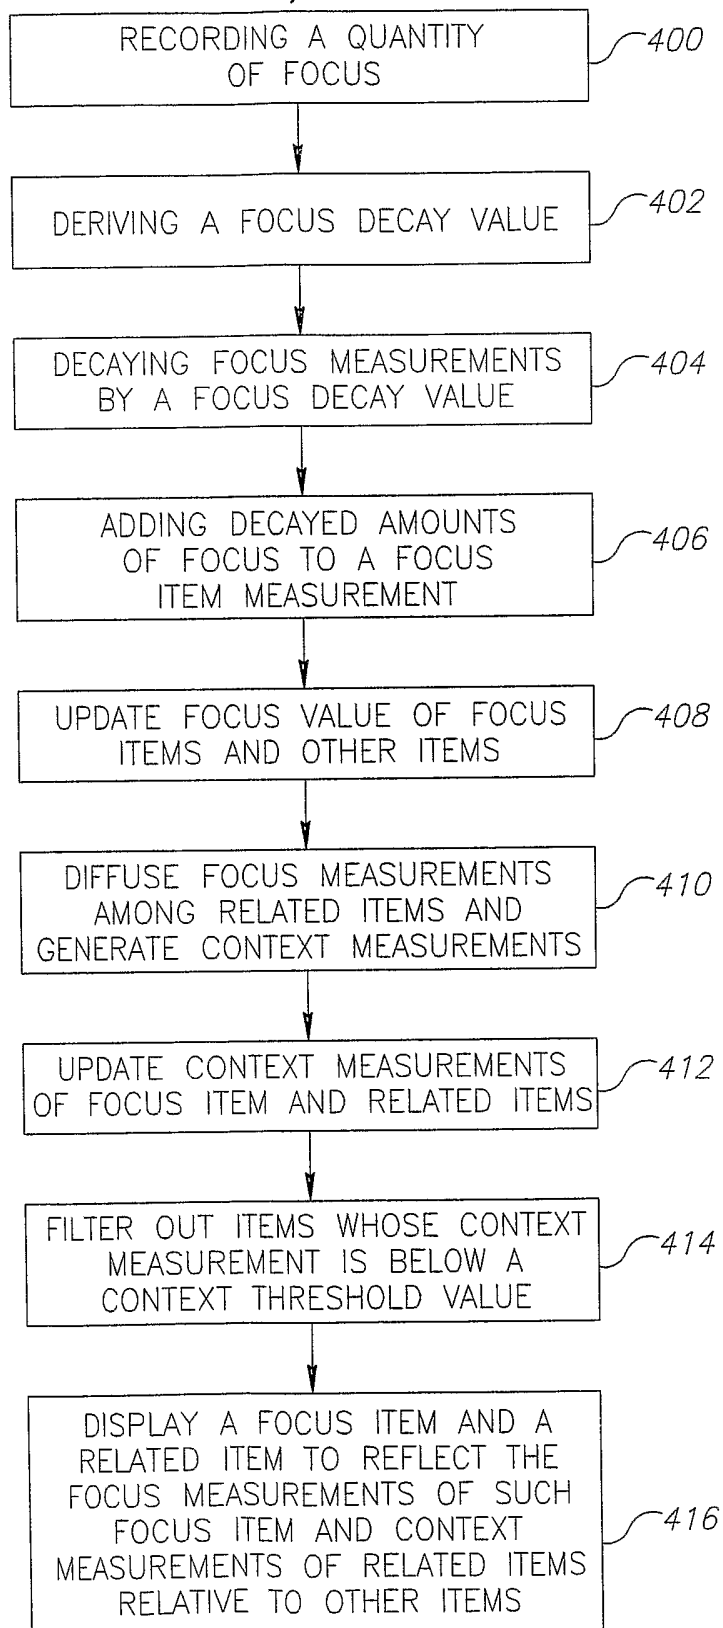 RECORDING A QUANTITY
OF FOCUS
400
DERIVING A FOCUS DECAY VALUE
402
DECAYING FOCUS MEASUREMENTS
BY A FOCUS DECAY VALUE
404
ADDING DECAYED AMOUNTS
OF FOCUS TO A FOCUS
ITEM MEASUREMENT
406
UPDATE FOCUS VALUE OF FOCUS
ITEMS AND OTHER ITEMS
408
DIFFUSE FOCUS MEASUREMENTS
AMONG RELATED ITEMS AND
GENERATE CONTEXT MEASUREMENTS
410
UPDATE CONTEXT MEASUREMENTS
OF FOCUS ITEM AND RELATED ITEMS
412
FILTER OUT ITEMS WHOSE CONTEXT
MEASUREMENT IS BELOW A
CONTEXT THRESHOLD VALUE
414
DISPLAY A FOCUS ITEM AND A
RELATED ITEM TO REFLECT THE
FOCUS MEASUREMENTS OF SUCH
FOCUS ITEM AND CONTEXT
MEASUREMENTS OF RELATED ITEMS
RELATIVE TO OTHER ITEMS
416